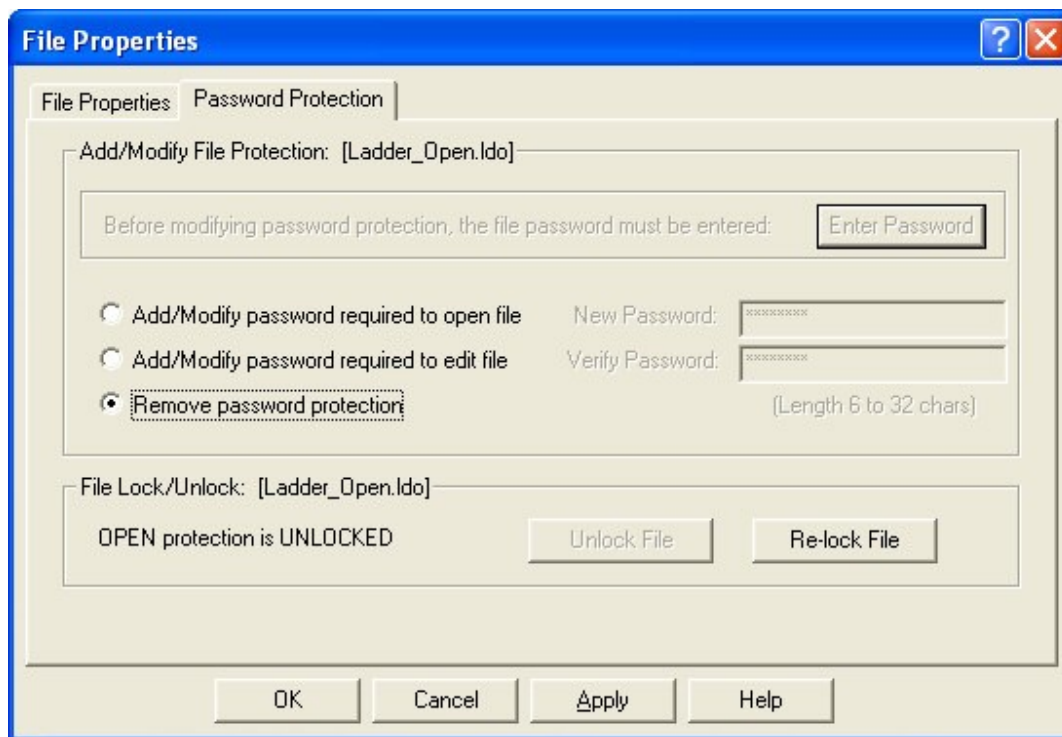 File Properties
File Properties Password Protection
Add/Modify File Protection: [Ladder_Open.ldo]
Before modifying password protection, the file password must be entered: Enter Password
Add/Modify password required to open file New Password: ********
Add/Modify password required to edit file Verify Password: ********
Remove password protection (Length 6 to 32 chars)
File Lock/Unlock: [Ladder_Open.ldo]
OPEN protection is UNLOCKED Unlock File Re-lock File
OK Cancel Apply Help